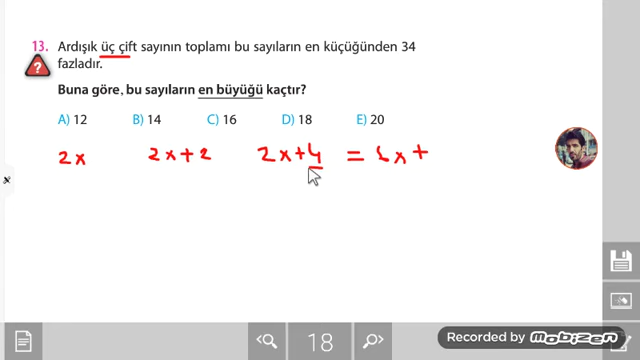 13. Ardışık üç çift sayının toplamı bu sayıların en küçüğünden 34
fazladır.
Buna göre, bu sayıların en büyüğü kaçtır?
A) 12 B) 14 C) 16 D) 18 E) 20
2x 2x+2 2x+4 = x+
18
Recorded by MOBIZEN